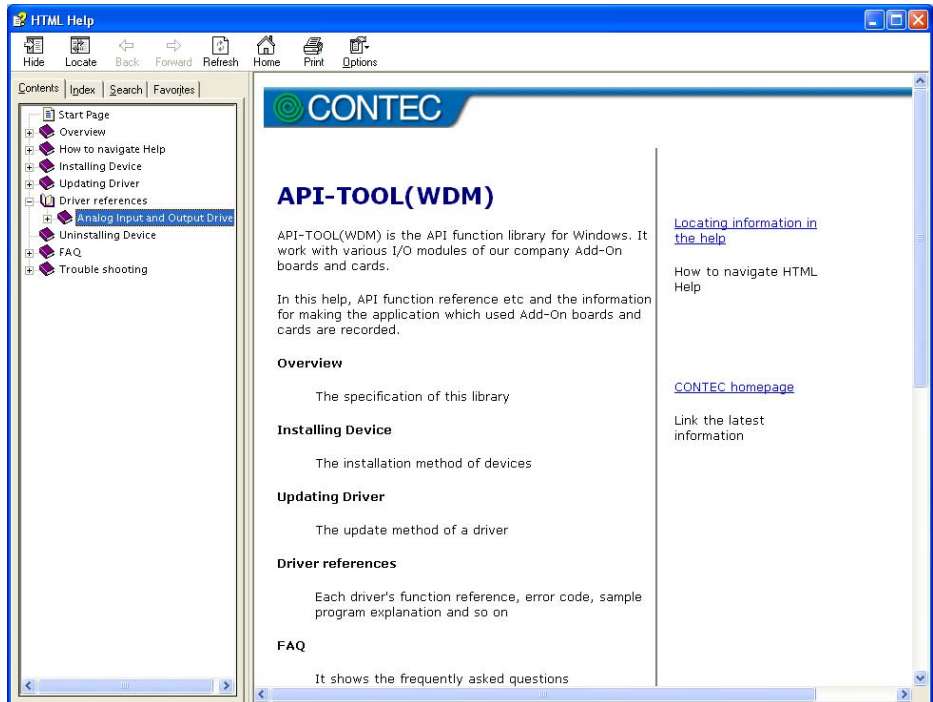 HTML Help
Hide Locate Back Forward Refresh Home Print Options
Contents Index Search Favorites
Start Page
Overview
How to navigate Help
Installing Device
Updating Driver
Driver references
Analog Input and Output Drive
Uninstalling Device
FAQ
Trouble shooting
CONTEC
API-TOOL(WDM)
API-TOOL(WDM) is the API function library for Windows. It
work with various I/O modules of our company Add-On
boards and cards.
In this help, API function reference etc and the information
for making the application which used Add-On boards and
cards are recorded.
Overview
The specification of this library
Installing Device
The installation method of devices
Updating Driver
The update method of a driver
Driver references
Each driver's function reference, error code, sample
program explanation and so on
FAQ
It shows the frequently asked questions
Locating information in
the help
How to navigate HTML
Help
CONTEC homepage
Link the latest
information